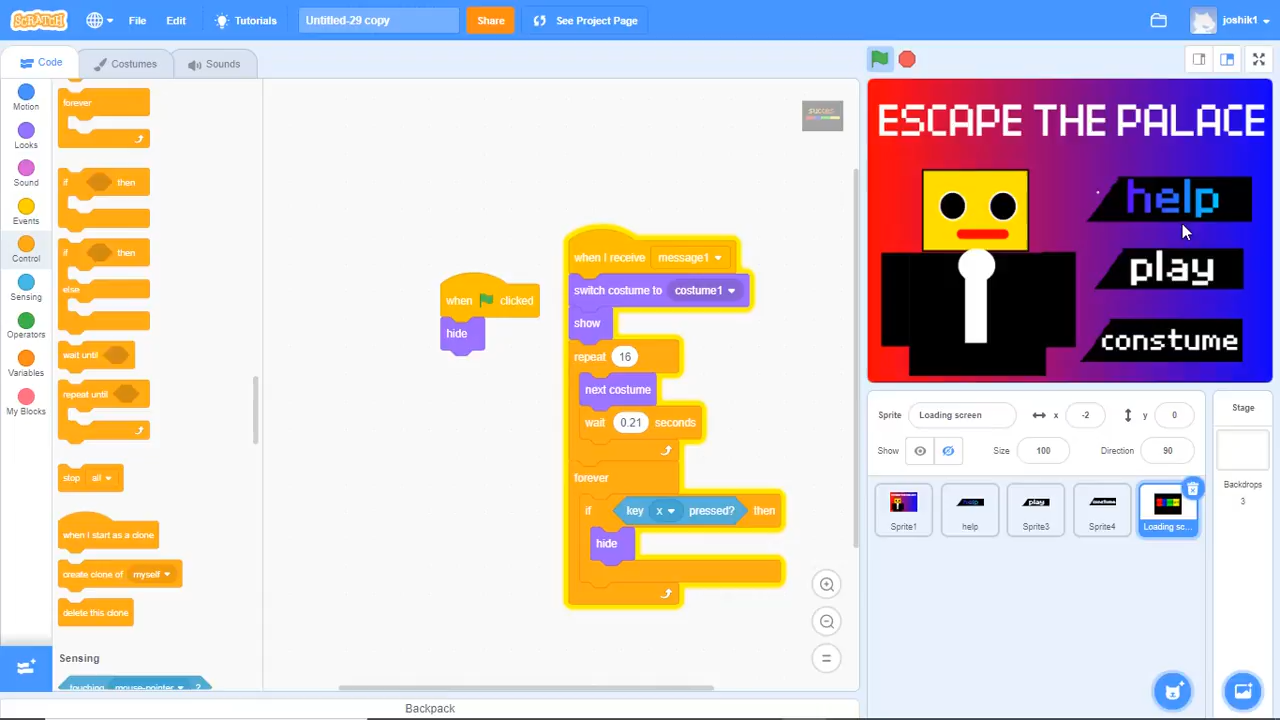 SCRATCH File Edit Tutorials Untitled-29 copy Share See Project Page joshik1
Code Costumes Sounds
Motion
Looks
Sound
Events
Control
Sensing
Operators
Variables
My Blocks
forever
if then
if then
else
wait until
repeat until
stop all
when I start as a clone
create clone of myself
delete this clone
Sensing
touching mouse-pointer ?
when clicked
hide
when I receive message1
switch costume to costume1
show
repeat 16
next costume
wait 0.21 seconds
forever
if key x pressed? then
hide
ESCAPE THE PALACE
help
play
constume
Sprite Loading screen x -2 y 0
Show Size 100 Direction 90
Sprite1 help Sprite3 Sprite4 Loading sc...
Stage
Backdrops
3
Backpack